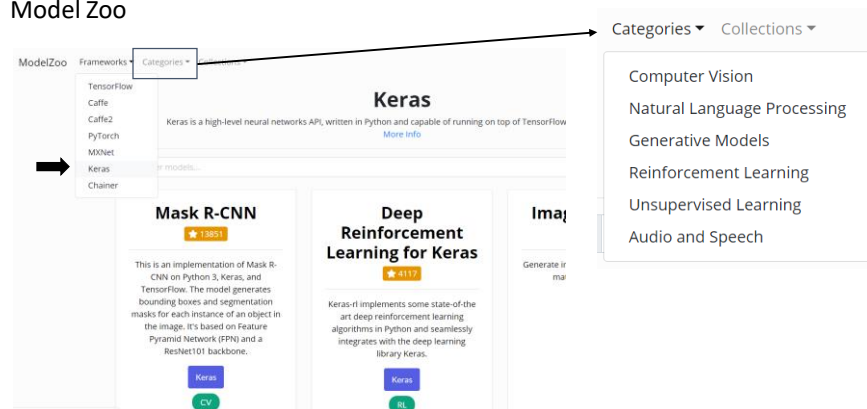 Model Zoo
ModelZoo Frameworks Categories
TensorFlow
Caffe
Caffe2
PyTorch
MXNet
Keras
Chainer
Keras
Keras is a high-level neural networks API, written in Python and capable of running on top of TensorFlow
More Info
models...
Mask R-CNN
13851
This is an implementation of Mask R-
CNN on Python 3, Keras, and
TensorFlow. The model generates
bounding boxes and segmentation
masks for each instance of an object in
the image. It's based on Feature
Pyramid Network (FPN) and a
ResNet101 backbone.
Keras
CV
Deep
Reinforcement
Learning for Keras
4117
Keras-rl implements some state-of-the
art deep reinforcement learning
algorithms in Python and seamlessly
integrates with the deep learning
library Keras.
Keras
RL
Imag
Generate
Categories Collections
Computer Vision
Natural Language Processing
Generative Models
Reinforcement Learning
Unsupervised Learning
Audio and Speech